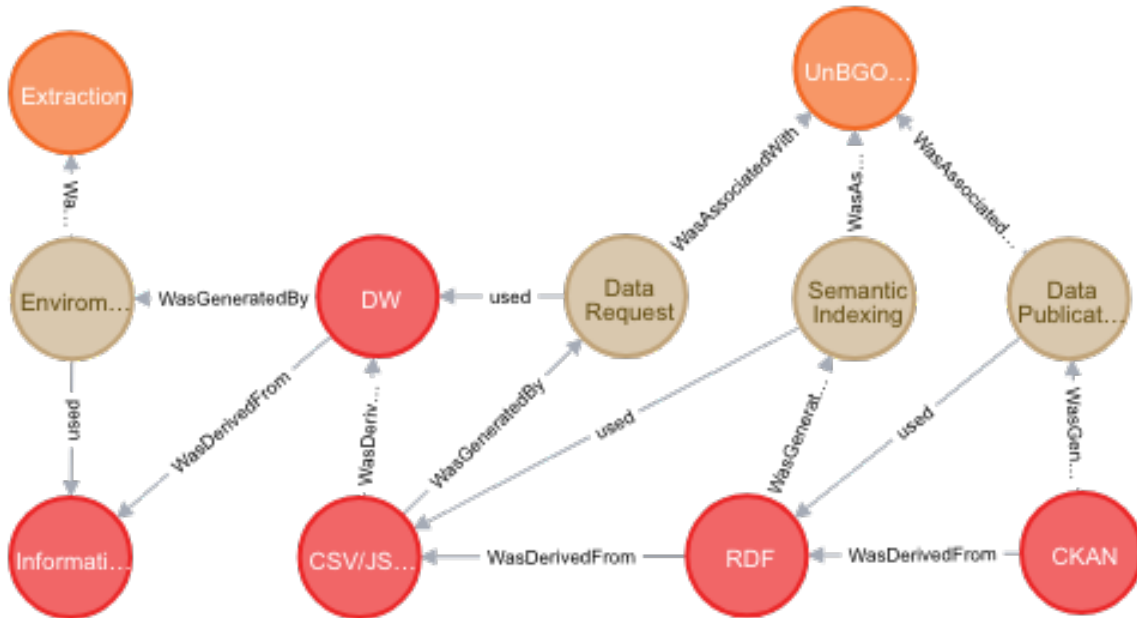 Extraction
UnBGO...
Wa...
WasAssociatedWith
WasAs...
WasAssociated...
Envirom...
WasGeneratedBy
DW
used
Data
Request
Semantic
Indexing
Data
Publicat...
used
WasDerivedFrom
WasDeriv...
WasGeneratedBy
used
WasGenerat...
used
WasGen...
Informati...
CSV/JS...
WasDerivedFrom
RDF
WasDerivedFrom
CKAN